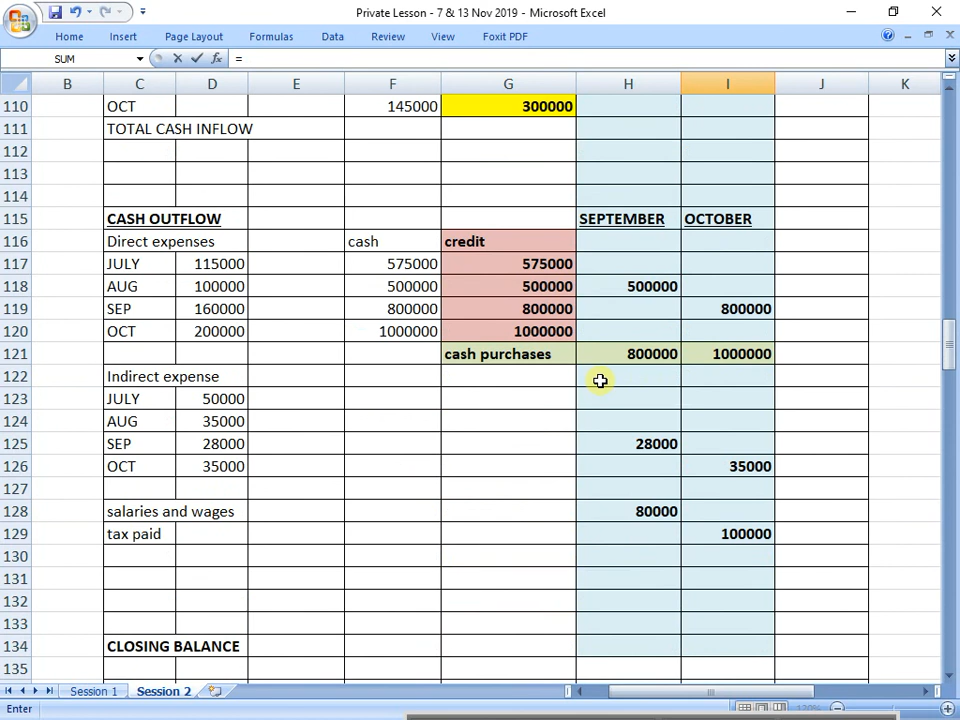 Private Lesson - 7 & 13 Nov 2019 - Microsoft Excel
Home Insert Page Layout Formulas Data Review View Foxit PDF
SUM fx =
B C D E F G H I J K
110 OCT 145000 300000
111 TOTAL CASH INFLOW
112
113
114
115 CASH OUTFLOW SEPTEMBER OCTOBER
116 Direct expenses cash credit
117 JULY 115000 575000 575000
118 AUG 100000 500000 500000 500000
119 SEP 160000 800000 800000 800000
120 OCT 200000 1000000 1000000
121 cash purchases 800000 1000000
122 Indirect expense
123 JULY 50000
124 AUG 35000
125 SEP 28000 28000
126 OCT 35000 35000
127
128 salaries and wages 80000
129 tax paid 100000
130
131
132
133
134 CLOSING BALANCE
135
Session 1 Session 2
Enter 120%